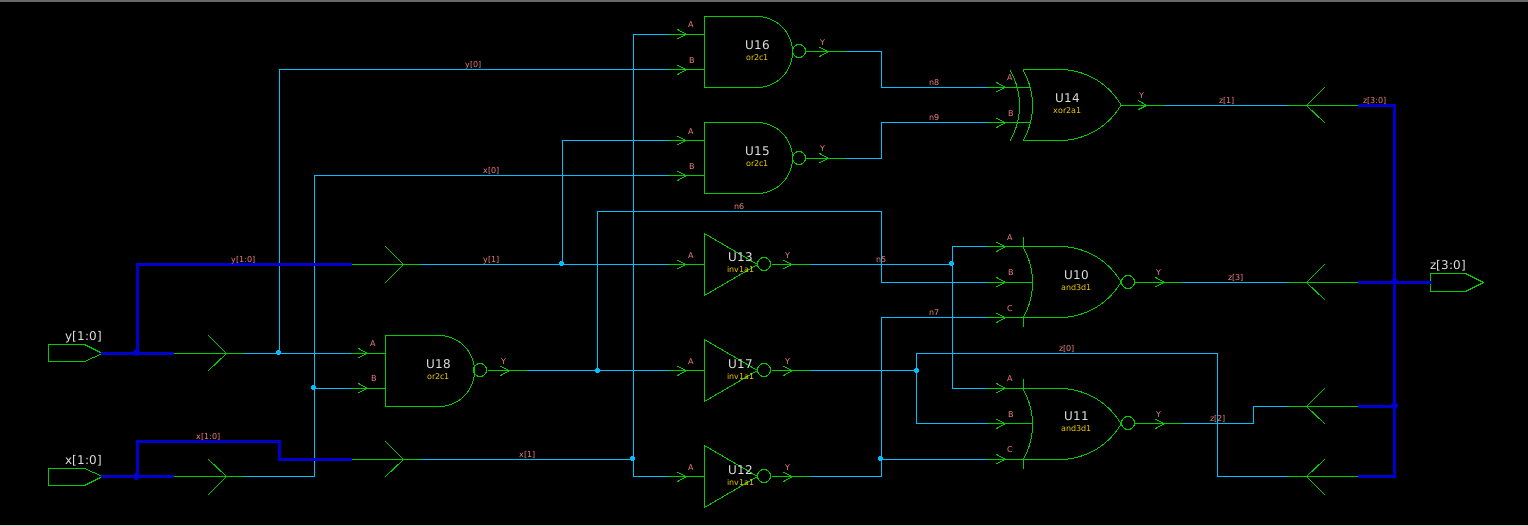 A
U16
or2c1
Y
y[0]
B
A
n8
U14
xor2a1
Y
z[1]
z[3:0]
B
n9
A
U15
or2c1
Y
x[0]
B
n6
A
y[1:0]
y[1]
A
U13
inv1a1
Y
n5
B
U10
and3d1
Y
z[3]
z[3:0]
n7
C
y[1:0]
A
U18
or2c1
Y
B
A
U17
inv1a1
Y
z[0]
A
B
U11
and3d1
Y
z[2]
x[1:0]
x[1:0]
x[1]
C
A
U12
inv1a1
Y